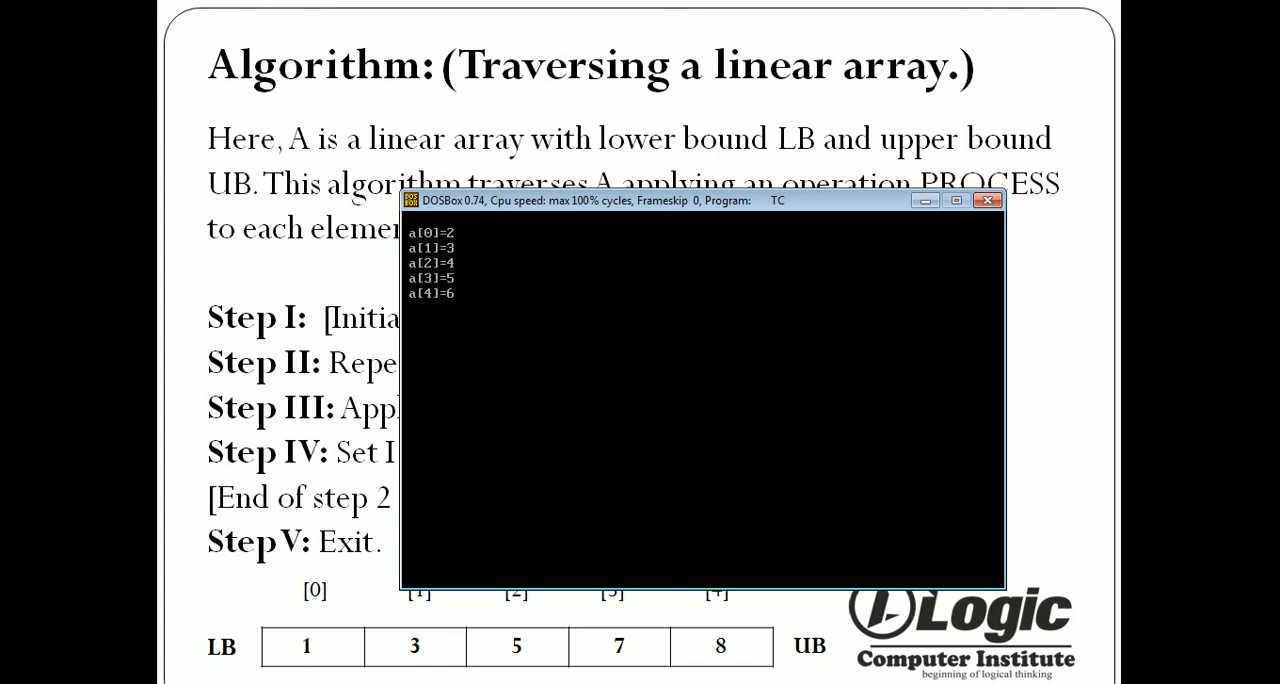 Algorithm: (Traversing a linear array.)
Here, A is a linear array with lower bound LB and upper bound
UB. This algorithm traverses A applying an operation PROCESS
to each
DOSBox 0.74, Cpu speed: max 100% cycles, Frameskip 0, Program: TC
a[0]=2
a[1]=3
a[2]=4
a[3]=5
a[4]=6
Step I: [
Step II:
Step III:
Step IV: Set I
[End of step 2
Step V: Exit.
[0] [1] [2] [3] [4]
LB 1 3 5 7 8 UB
Logic
Computer Institute
beginning of logical thinking